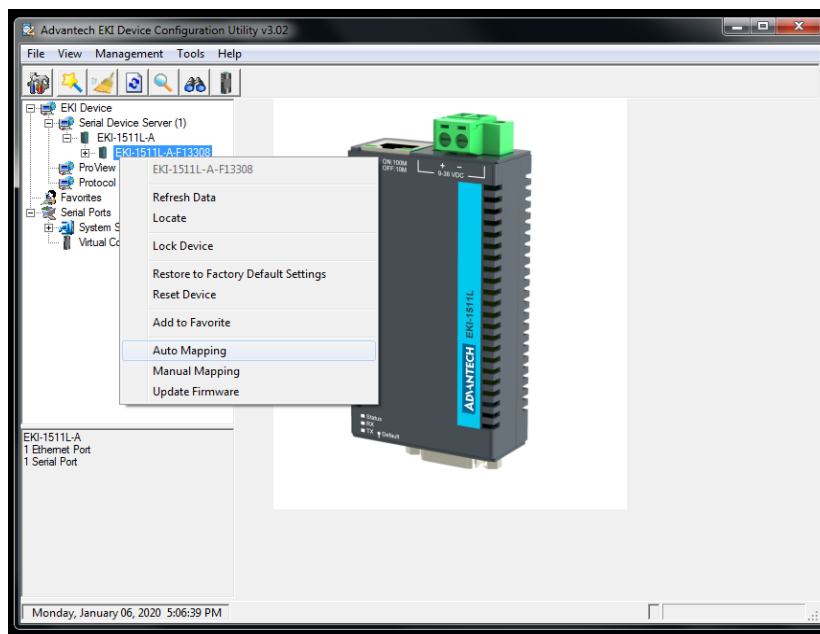 Advantech EKI Device Configuration Utility v3.02
File View Management Tools Help
EKI Device
Serial Device Server (1)
EKI-1511L-A
EKI-1511L-A-F13308
ProView
Protocol
Favorites
Serial Ports
System S
Virtual Co
EKI-1511L-A-F13308
Refresh Data
Locate
Lock Device
Restore to Factory Default Settings
Reset Device
Add to Favorite
Auto Mapping
Manual Mapping
Update Firmware
ON:100M
OFF:10M
+ -
9-36 VDC
EKI-1511L
ADVANTECH
Status
RX
TX
Default
EKI-1511L-A
1 Ethernet Port
1 Serial Port
Monday, January 06, 2020 5:06:39 PM